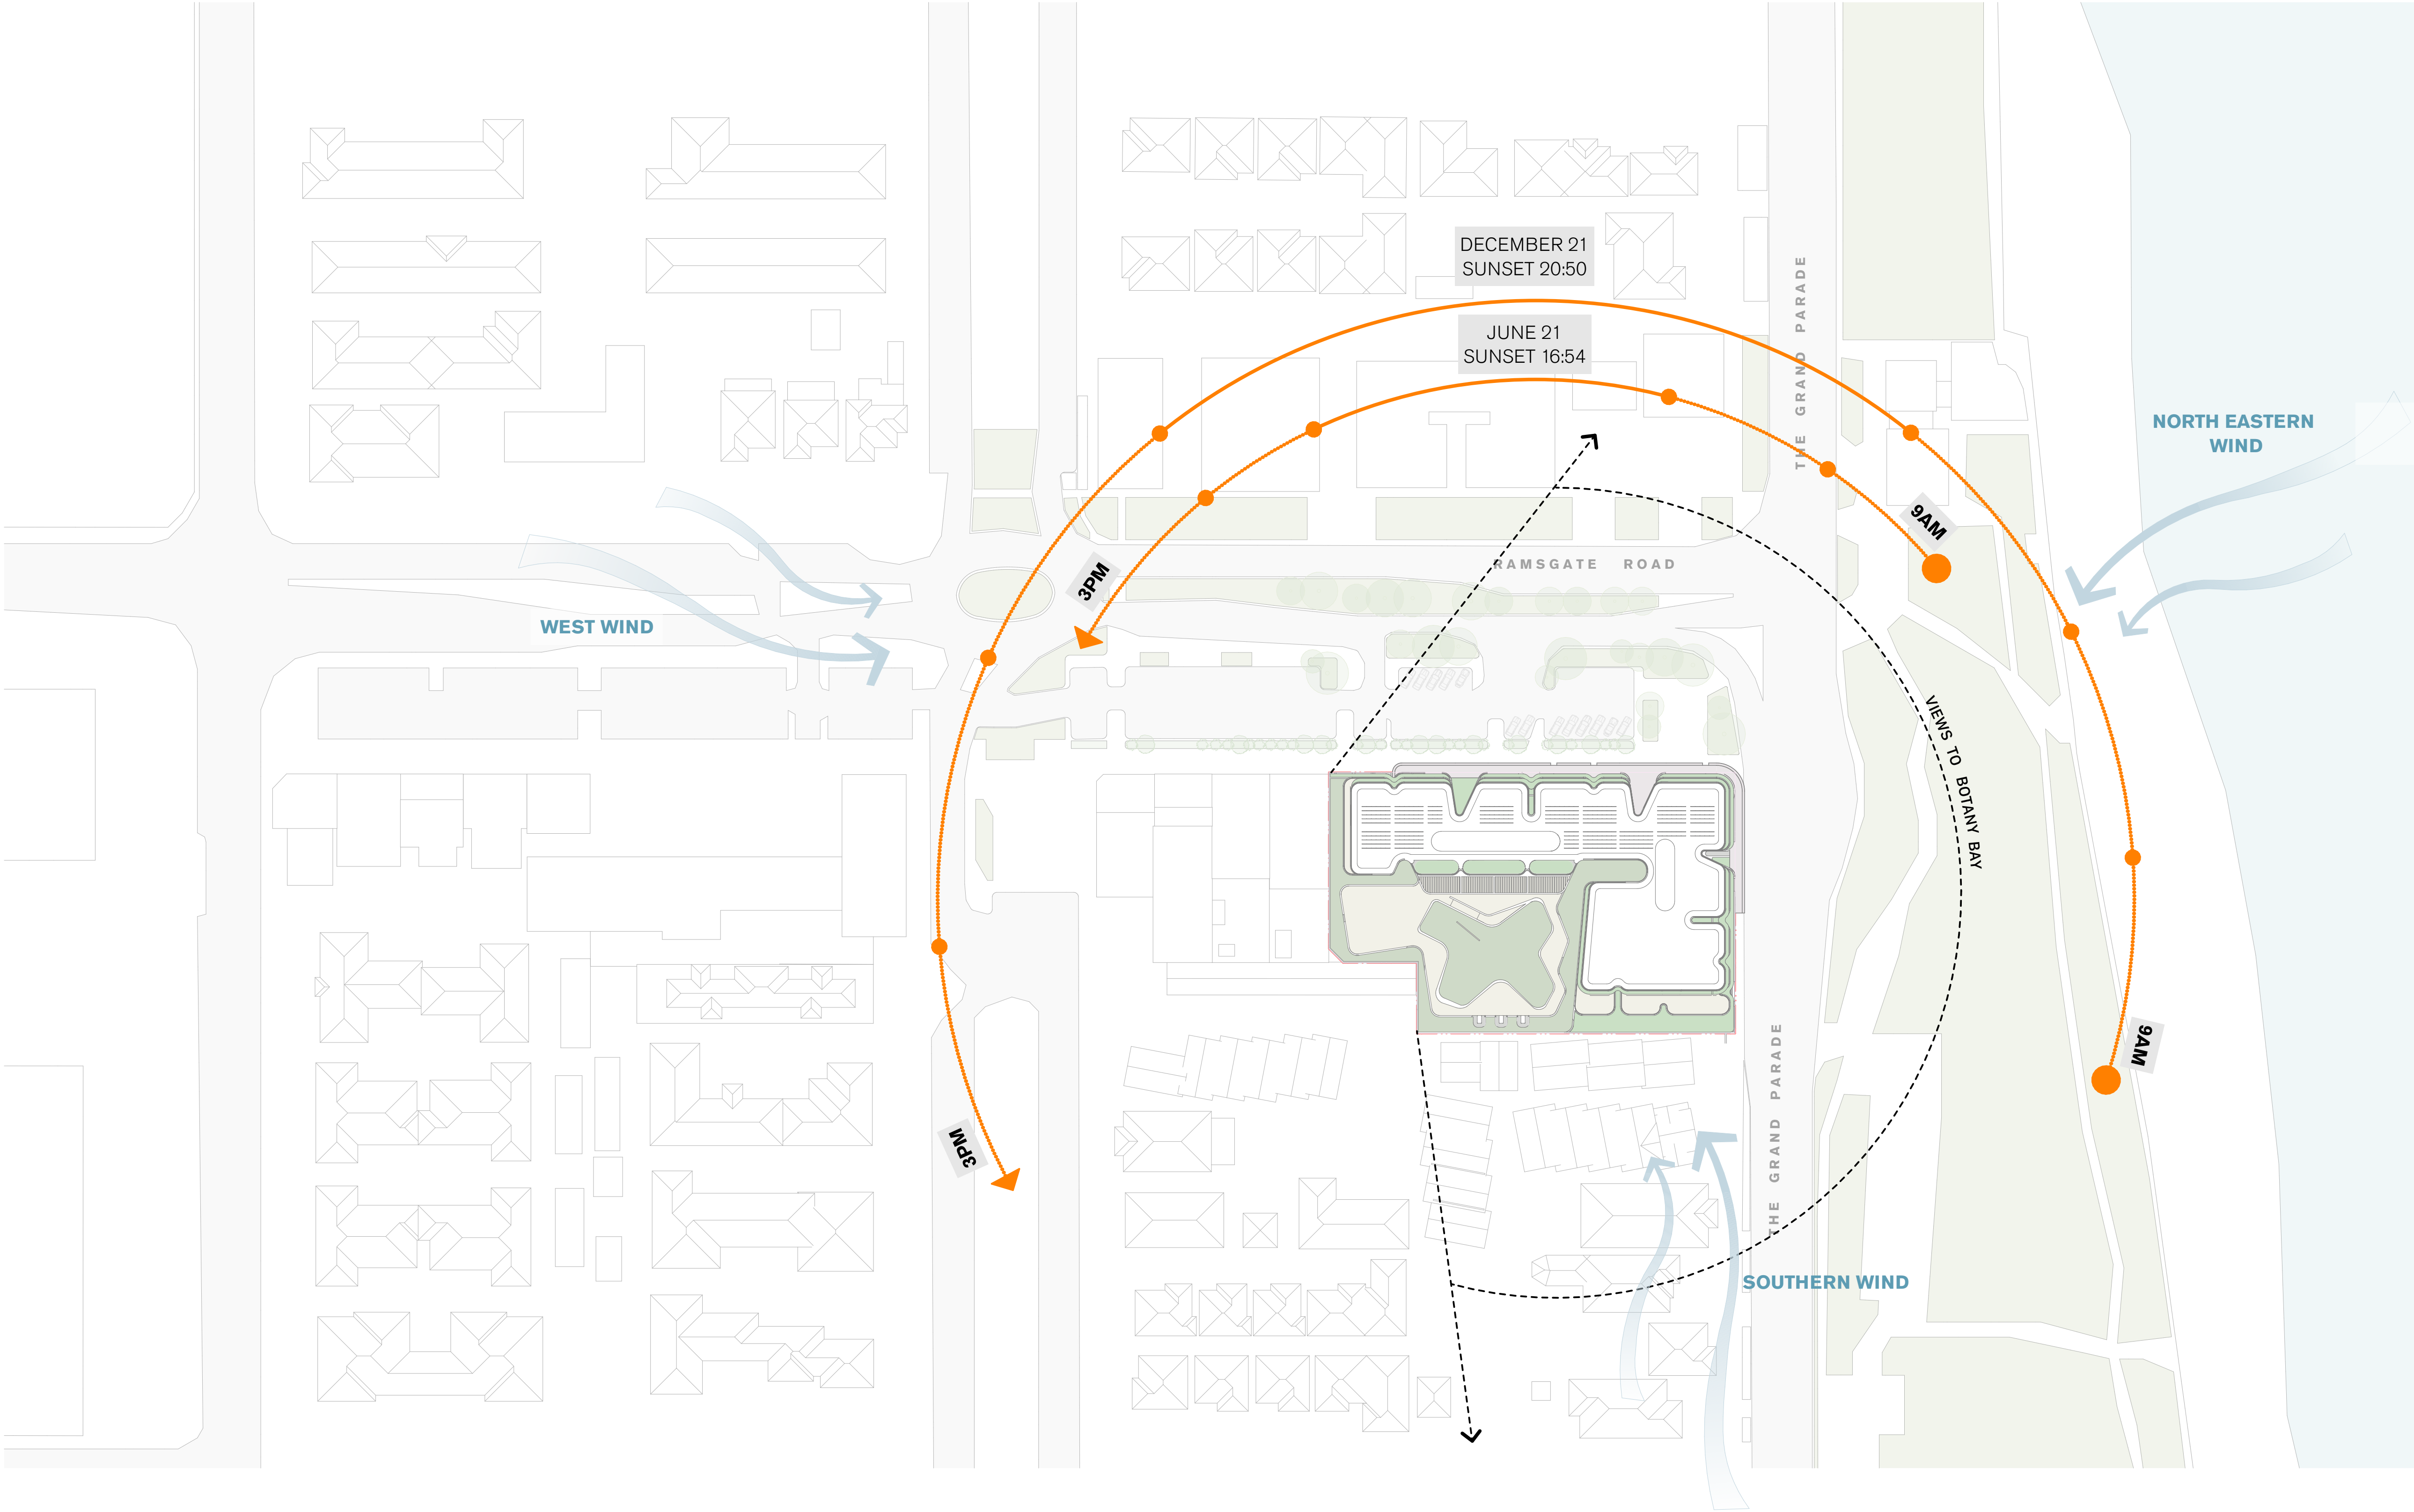 DECEMBER 21
SUNSET 20:50
JUNE 21
SUNSET 16:54
THE GRAND PARADE
NORTH EASTERN
WIND
9AM
RAMSGATE ROAD
3PM
WEST WIND
VIEWS TO BOTANY BAY
9AM
3PM
THE GRAND PARADE
SOUTHERN WIND